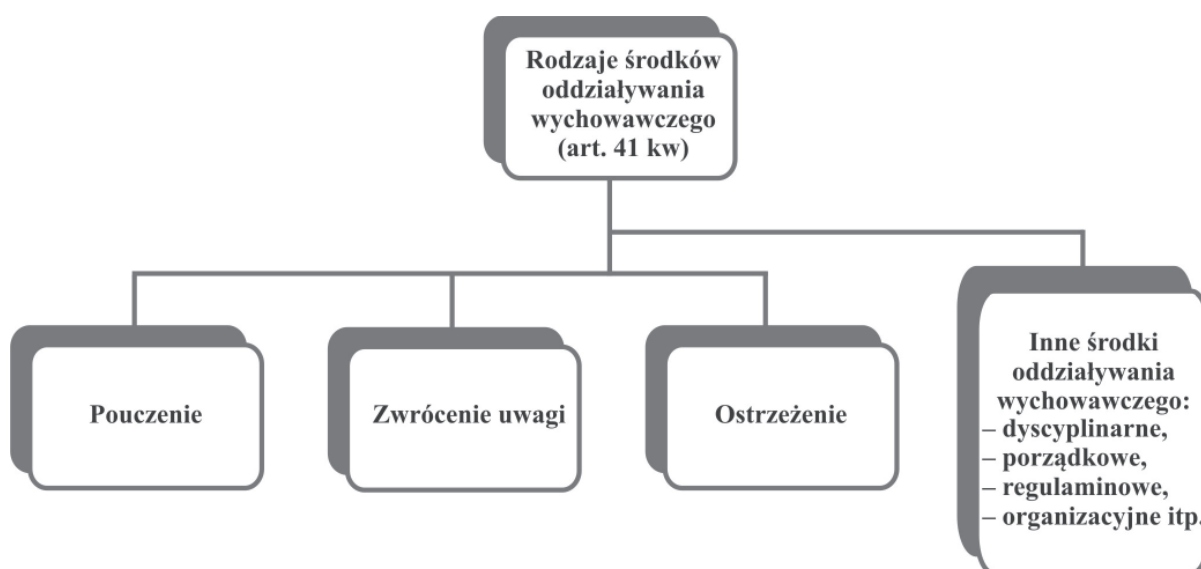 Rodzaje środków
oddziaływania
wychowawczego
(art. 41 kw)
Pouczenie
Zwrócenie uwagi
Ostrzeżenie
Inne środki
oddziaływania
wychowawczego:
– dyscyplinarne,
– porządkowe,
– regulaminowe,
– organizacyjne itp.